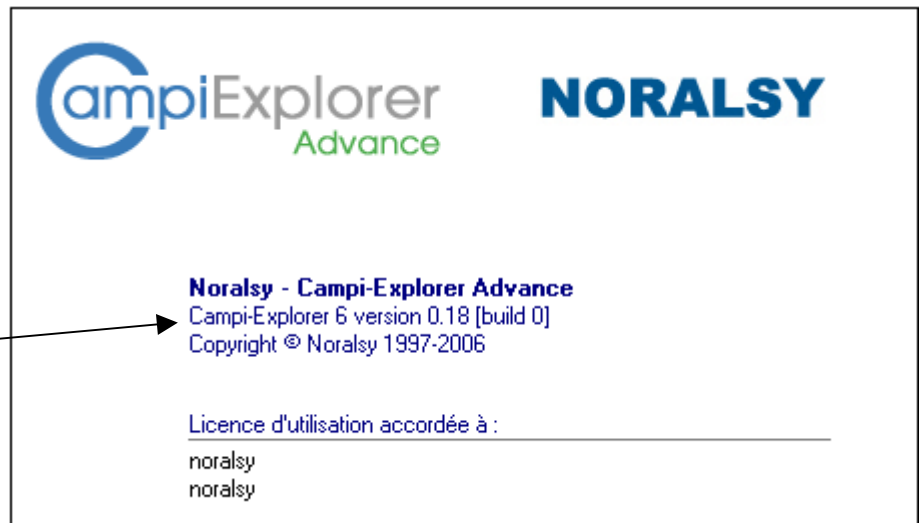 CampiExplorer NORALSY
Advance
Noralsy - Campi-Explorer Advance
Campi-Explorer 6 version 0.18 [build 0]
Copyright © Noralsy 1997-2006
Licence d'utilisation accordée à :
noralsy
noralsy